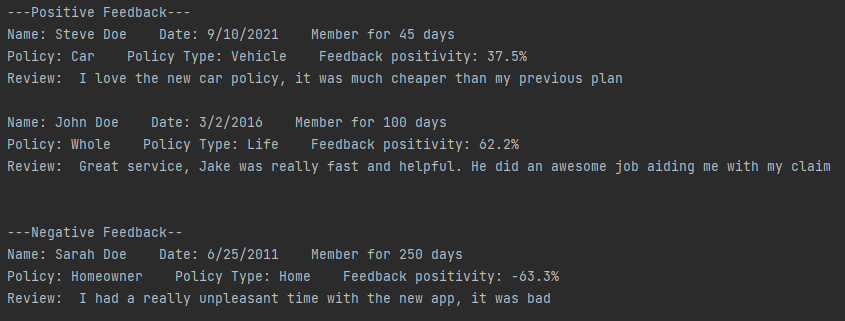 ---Positive Feedback---
Name: Steve Doe    Date: 9/10/2021    Member for 45 days
Policy: Car    Policy Type: Vehicle    Feedback positivity: 37.5%
Review:  I love the new car policy, it was much cheaper than my previous plan
Name: John Doe    Date: 3/2/2016    Member for 100 days
Policy: Whole    Policy Type: Life    Feedback positivity: 62.2%
Review:  Great service, Jake was really fast and helpful. He did an awesome job aiding me with my claim
---Negative Feedback--
Name: Sarah Doe    Date: 6/25/2011    Member for 250 days
Policy: Homeowner    Policy Type: Home    Feedback positivity: -63.3%
Review:  I had a really unpleasant time with the new app, it was bad